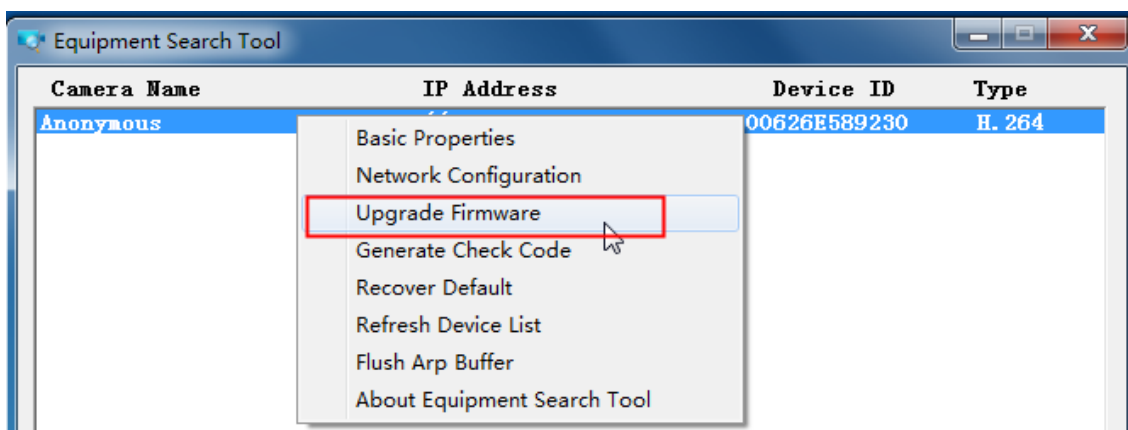 Equipment Search Tool
Camera Name IP Address Device ID Type
Anonymous 00626E589230 H.264
Basic Properties
Network Configuration
Upgrade Firmware
Generate Check Code
Recover Default
Refresh Device List
Flush Arp Buffer
About Equipment Search Tool